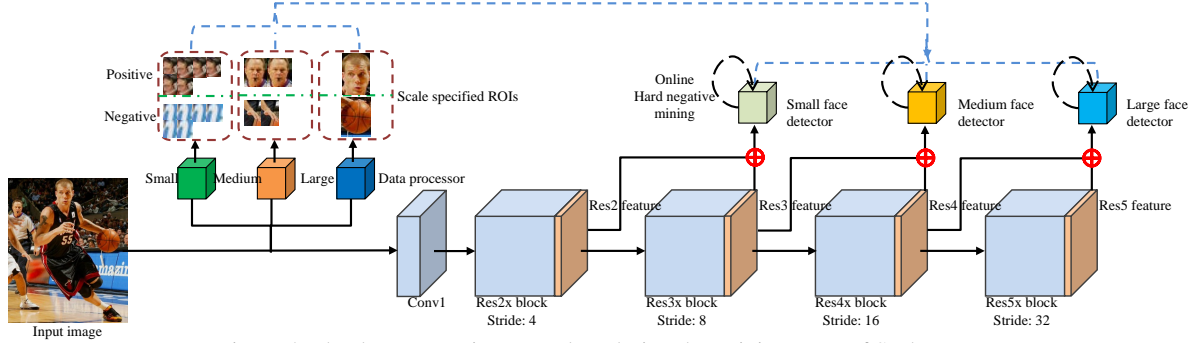 Positive
Negative
Scale specified ROIs
Online
Hard negative
mining
Small face
detector
Medium face
detector
Large face
detector
Small
Medium
Large
Data processor
Res2 feature
Res3 feature
Res4 feature
Res5 feature
55
Conv1
Res2x block
Stride: 4
Res3x block
Stride: 8
Res4x block
Stride: 16
Res5x block
Stride: 32
Input image